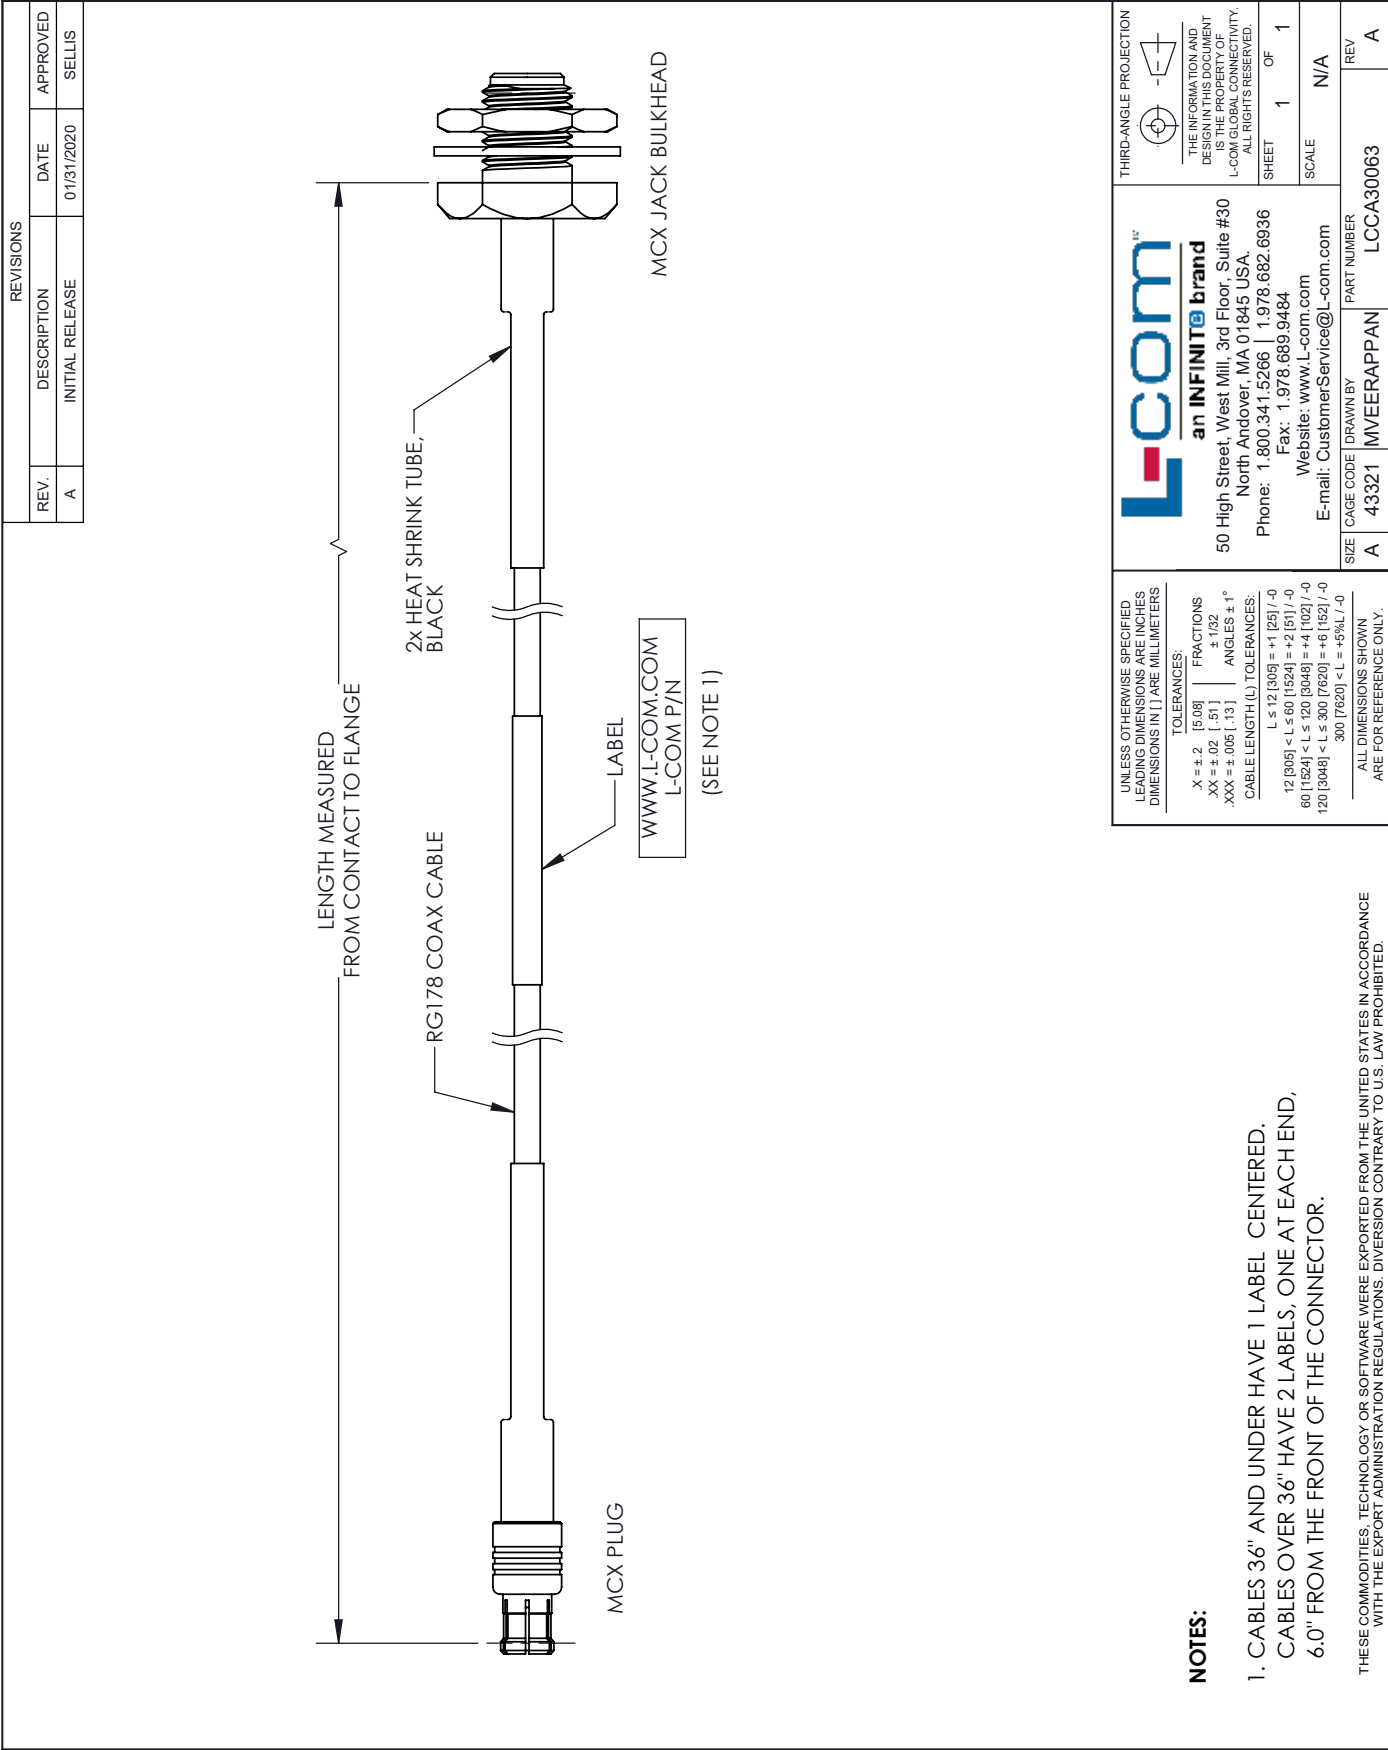 REVISIONS
REV. DESCRIPTION DATE APPROVED
A INITIAL RELEASE 01/31/2020 SELLIS
LENGTH MEASURED
FROM CONTACT TO FLANGE
2x HEAT SHRINK TUBE,
BLACK
RG178 COAX CABLE
LABEL
WWW.L-COM.COM
L-COM P/N
(SEE NOTE 1)
MCX PLUG
MCX JACK BULKHEAD
NOTES:
1. CABLES 36" AND UNDER HAVE 1 LABEL CENTERED.
CABLES OVER 36" HAVE 2 LABELS, ONE AT EACH END,
6.0" FROM THE FRONT OF THE CONNECTOR.
THESE COMMODITIES, TECHNOLOGY OR SOFTWARE WERE EXPORTED FROM THE UNITED STATES IN ACCORDANCE
WITH THE EXPORT ADMINISTRATION REGULATIONS. DIVERSION CONTRARY TO U.S. LAW PROHIBITED.
UNLESS OTHERWISE SPECIFIED
LEADING DIMENSIONS ARE INCHES
DIMENSIONS IN [ ] ARE MILLIMETERS
TOLERANCES:
.X = ± .2 [5.08] FRACTIONS
.XX = ± .02 [ .51 ] ± 1/32
.XXX = ± .005 [ .13 ] ANGLES ± 1°
CABLE LENGTH (L) TOLERANCES:
L ≤ 12 [305] = +1 [25] / -0
12 [305] < L ≤ 60 [1524] = +2 [51] / -0
60 [1524] < L ≤ 120 [3048] = +4 [102] / -0
120 [3048] < L ≤ 300 [7620] = +6 [152] / -0
300 [7620] < L = +5%L / -0
ALL DIMENSIONS SHOWN
ARE FOR REFERENCE ONLY.
L-com
an INFINIT@ brand
50 High Street, West Mill, 3rd Floor, Suite #30
North Andover, MA 01845 USA.
Phone: 1.800.341.5266 | 1.978.682.6936
Fax: 1.978.689.9484
Website: www.L-com.com
E-mail: CustomerService@L-com.com
THIRD-ANGLE PROJECTION
THE INFORMATION AND
DESIGN IN THIS DOCUMENT
IS THE PROPERTY OF
L-COM GLOBAL CONNECTIVITY.
ALL RIGHTS RESERVED.
SHEET 1 OF 1
SCALE N/A
SIZE A
CAGE CODE 43321
DRAWN BY MVEERAPPAN
PART NUMBER LCCA30063
REV A